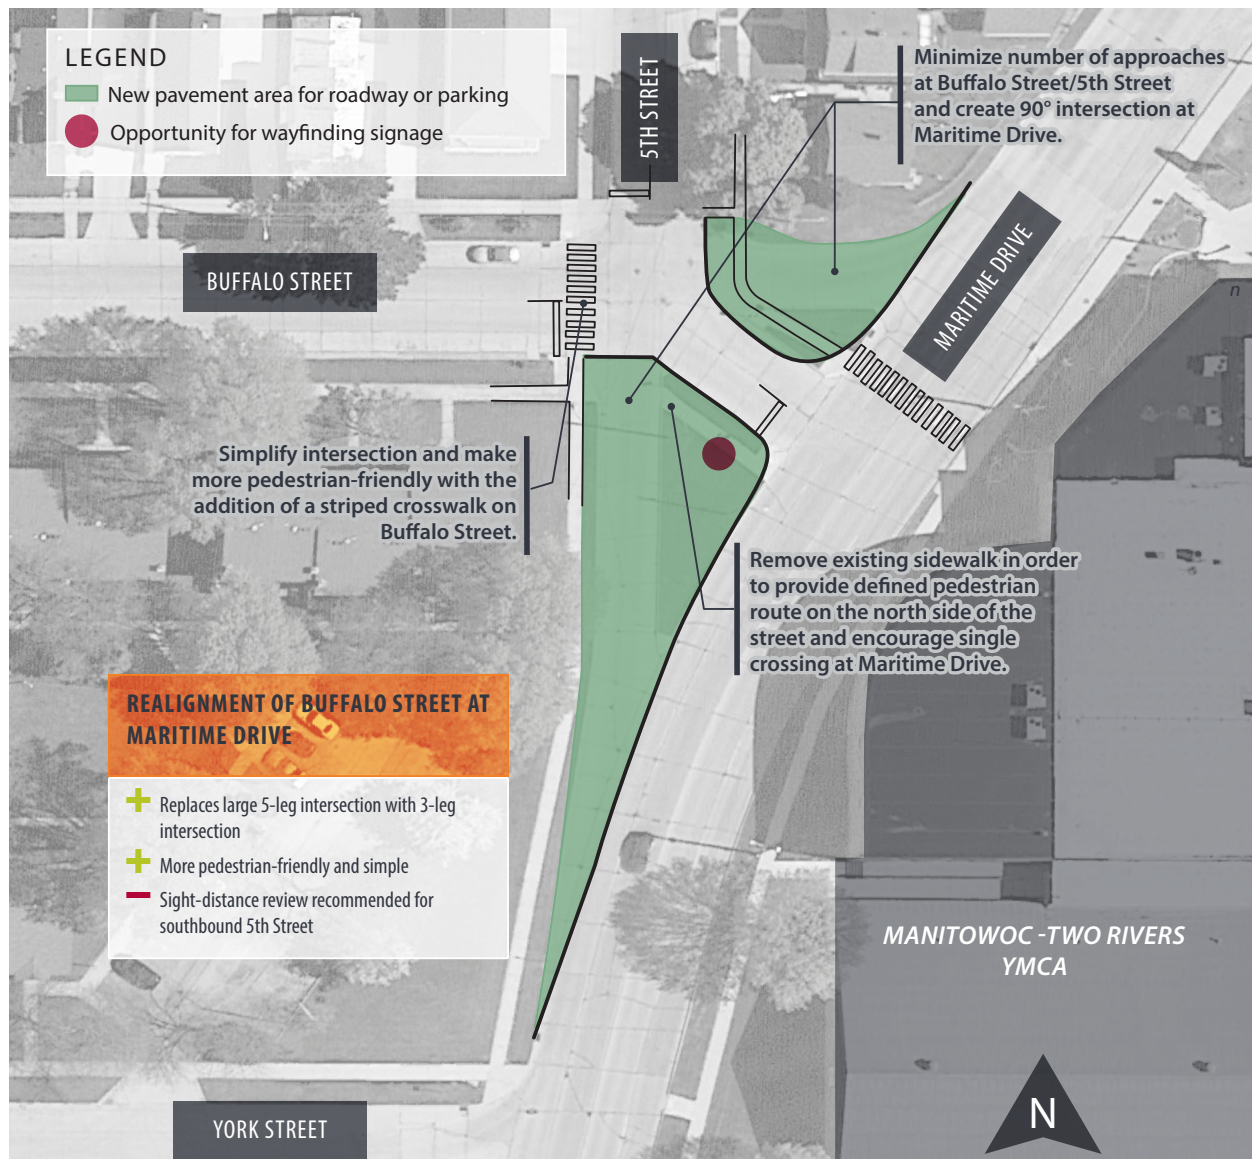 LEGEND
New pavement area for roadway or parking
Opportunity for wayfinding signage
5TH STREET
Minimize number of approaches
at Buffalo Street/5th Street
and create 90° intersection at
Maritime Drive.
BUFFALO STREET
MARITIME DRIVE
n
Simplify intersection and make
more pedestrian-friendly with the
addition of a striped crosswalk on
Buffalo Street.
Remove existing sidewalk in order
to provide defined pedestrian
route on the north side of the
street and encourage single
crossing at Maritime Drive.
REALIGNMENT OF BUFFALO STREET AT
MARITIME DRIVE
+ Replaces large 5-leg intersection with 3-leg
intersection
+ More pedestrian-friendly and simple
− Sight-distance review recommended for
southbound 5th Street
MANITOWOC -TWO RIVERS
YMCA
YORK STREET
N